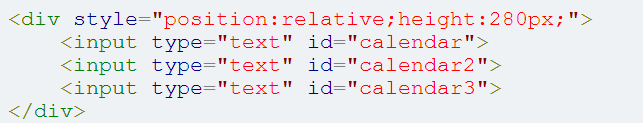 <div style="position:relative;height:280px;">
    <input type="text" id="calendar">
    <input type="text" id="calendar2">
    <input type="text" id="calendar3">
</div>